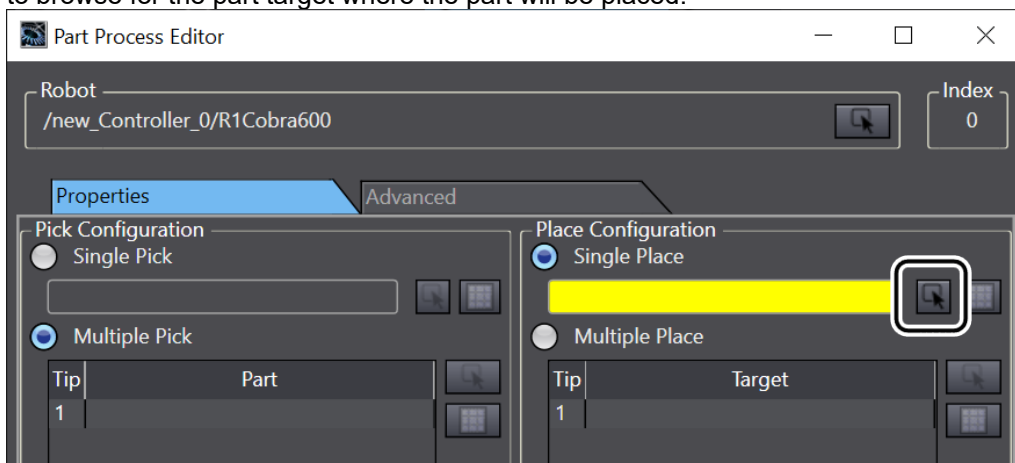 to browse for the part target where the part will be placed.
Part Process Editor
Robot
/new_Controller_0/R1Cobra600
Index
0
Properties
Advanced
Pick Configuration
Single Pick
Multiple Pick
Tip Part
1
Place Configuration
Single Place
Multiple Place
Tip Target
1